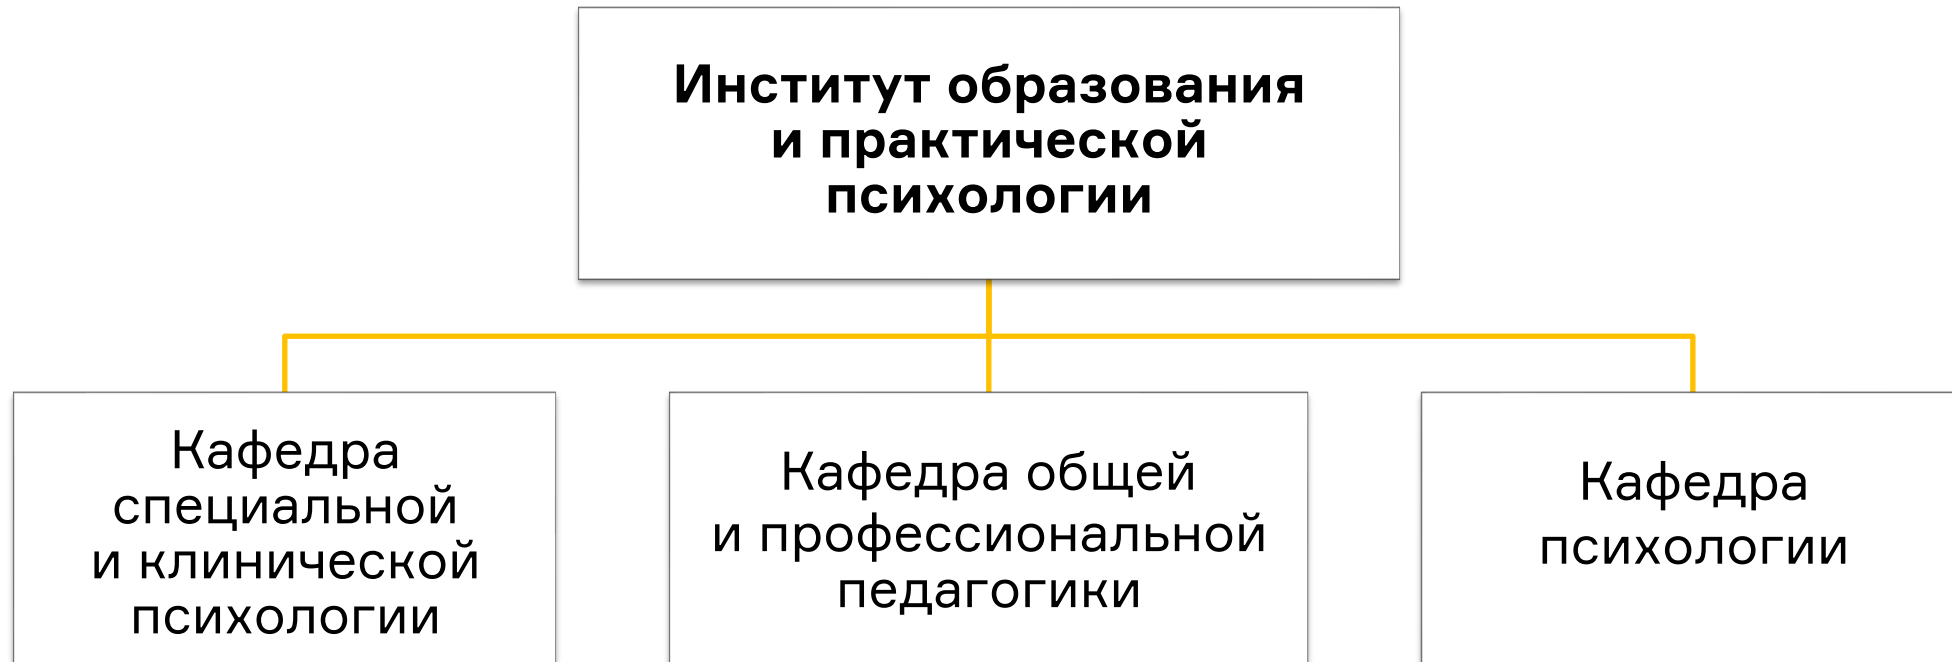 Институт образования
и практической
психологии
Кафедра
специальной
и клинической
психологии
Кафедра общей
и профессиональной
педагогики
Кафедра
психологии